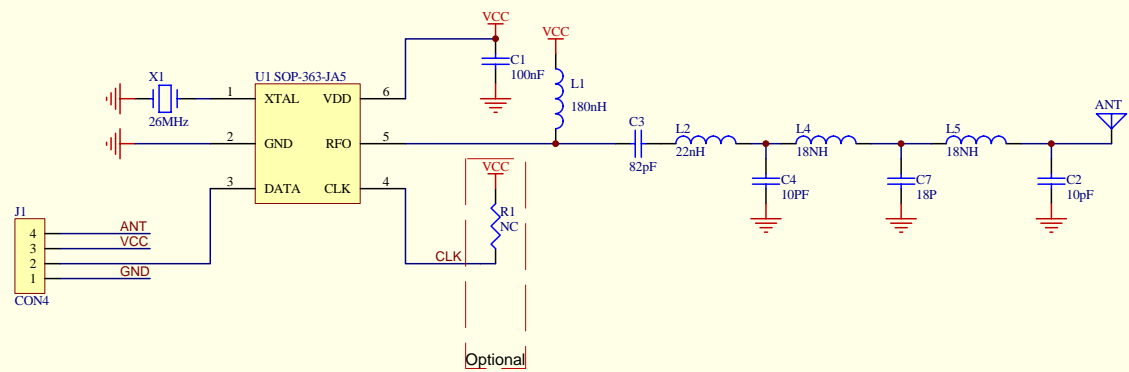 VCC
C1
100nF
VCC
L1
180nH
X1
26MHz
U1 SOP-363-JA5
1 XTAL VDD 6
2 GND RFO 5
3 DATA CLK 4
C3
82pF
L2
22nH
L4
18NH
L5
18NH
ANT
C4
10PF
C7
18P
C2
10pF
VCC
R1
NC
CLK
Optional
J1
4 ANT
3 VCC
2
1 GND
CON4